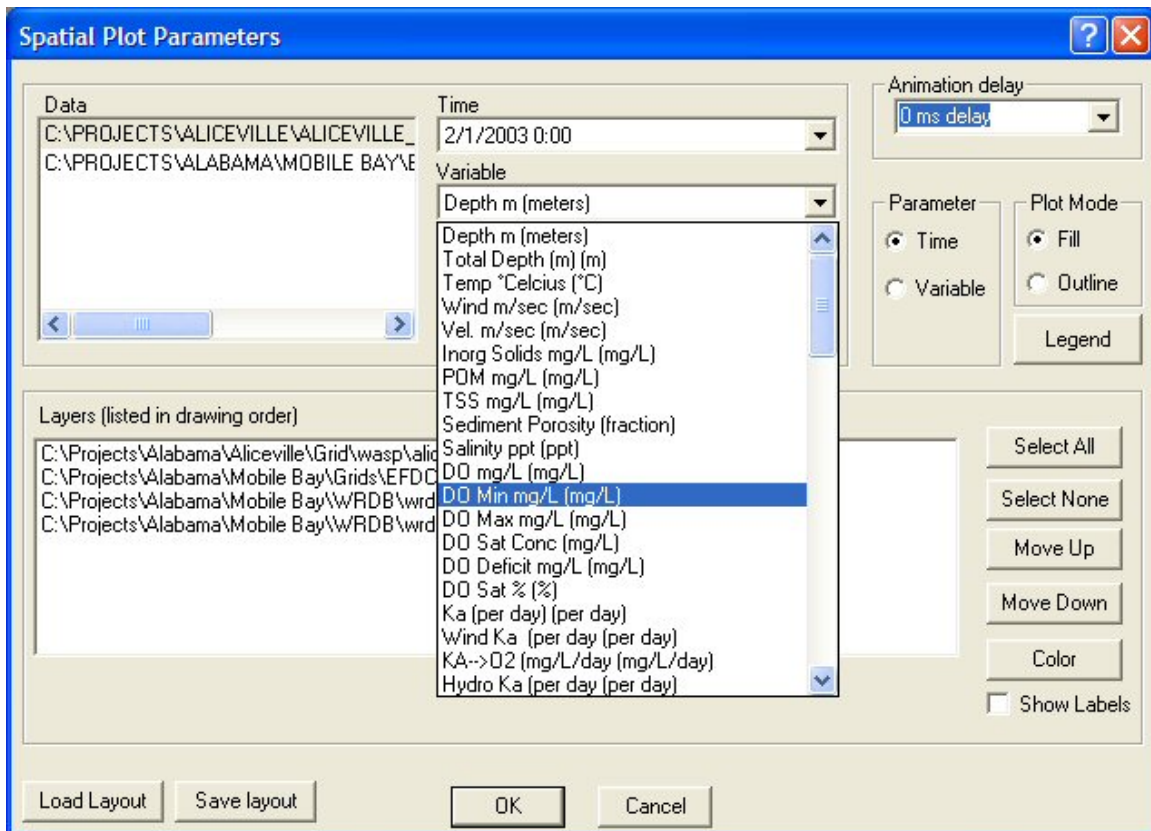 Spatial Plot Parameters
Data
C:\PROJECTS\ALICEVILLE\ALICEVILLE_
C:\PROJECTS\ALABAMA\MOBILE BAY\E
Time
2/1/2003 0:00
Variable
Depth m (meters)
Depth m (meters)
Total Depth (m) (m)
Temp °Celcius (°C)
Wind m/sec (m/sec)
Vel. m/sec (m/sec)
Inorg Solids mg/L (mg/L)
POM mg/L (mg/L)
TSS mg/L (mg/L)
Sediment Porosity (fraction)
Salinity ppt (ppt)
DO mg/L (mg/L)
DO Min mg/L (mg/L)
DO Max mg/L (mg/L)
DO Sat Conc (mg/L)
DO Deficit mg/L (mg/L)
DO Sat % (%)
Ka (per day) (per day)
Wind Ka (per day (per day)
KA-->O2 (mg/L/day (mg/L/day)
Hydro Ka (per day (per day)
Animation delay
0 ms delay
Parameter
Time
Variable
Plot Mode
Fill
Outline
Legend
Layers (listed in drawing order)
C:\Projects\Alabama\Aliceville\Grid\wasp\alic
C:\Projects\Alabama\Mobile Bay\Grids\EFDC
C:\Projects\Alabama\Mobile Bay\WRDB\wrd
C:\Projects\Alabama\Mobile Bay\WRDB\wrd
Select All
Select None
Move Up
Move Down
Color
Show Labels
Load Layout
Save layout
OK
Cancel